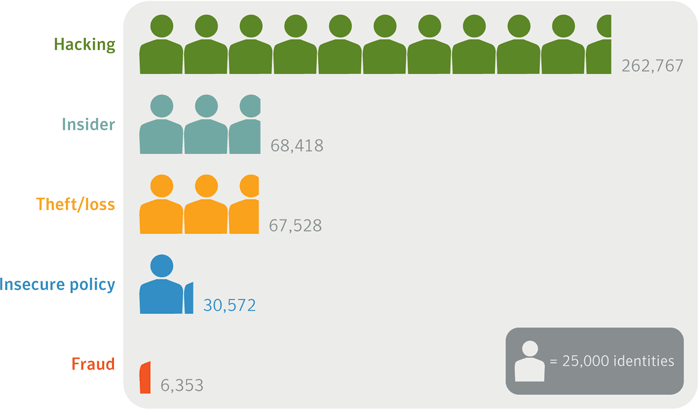 Hacking
262,767
Insider
68,418
Theft/loss
67,528
Insecure policy
30,572
Fraud
6,353
= 25,000 identities